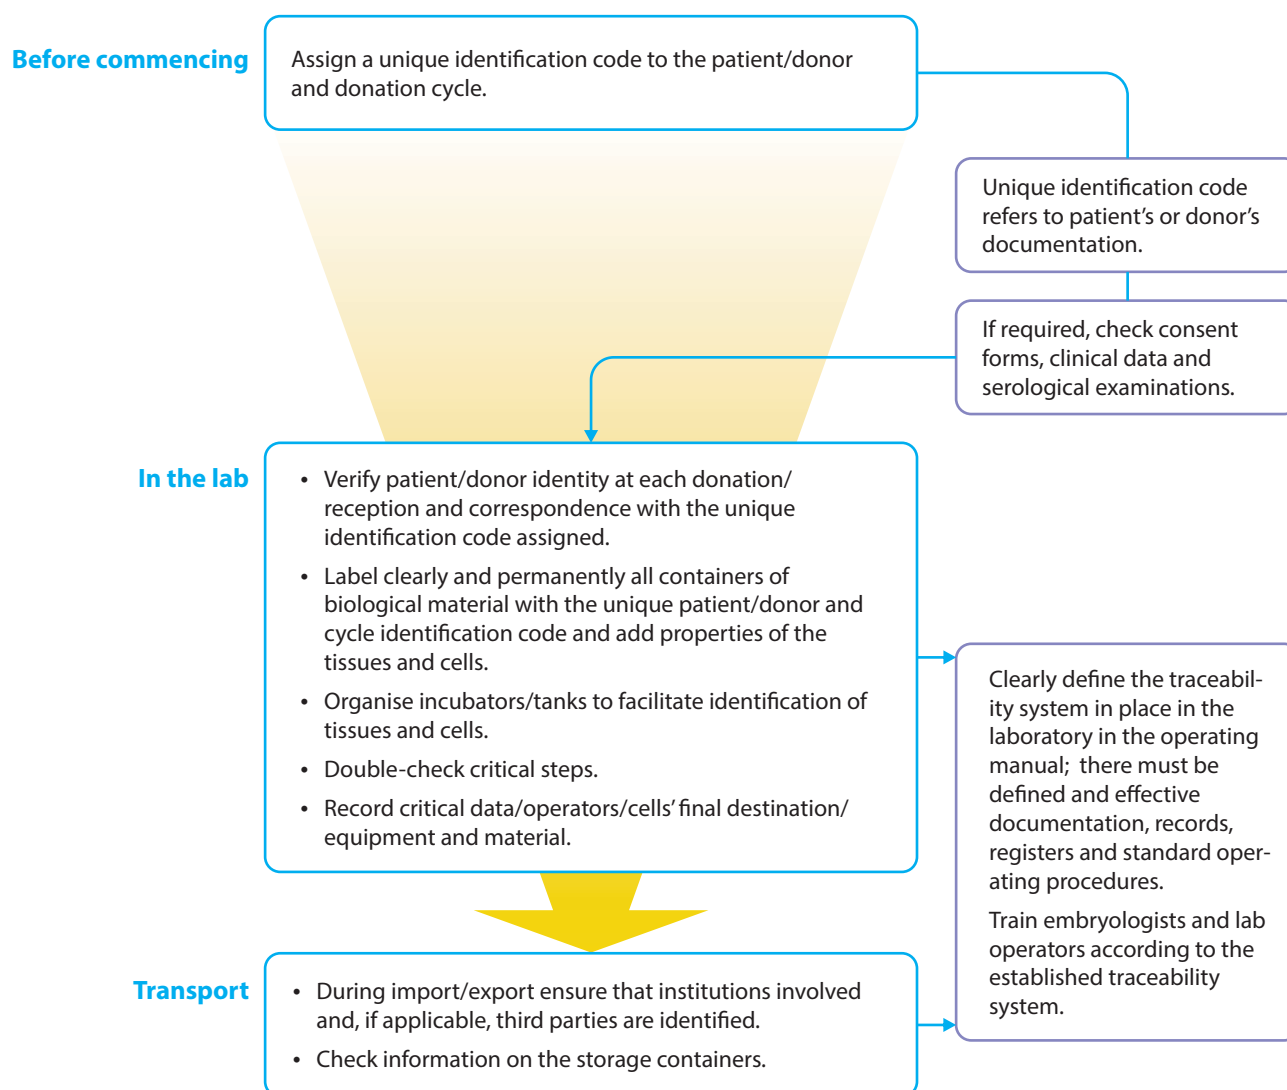 Before commencing
Assign a unique identification code to the patient/donor
and donation cycle.
Unique identification code
refers to patient’s or donor’s
documentation.
If required, check consent
forms, clinical data and
serological examinations.
In the lab
• Verify patient/donor identity at each donation/
reception and correspondence with the unique
identification code assigned.
• Label clearly and permanently all containers of
biological material with the unique patient/donor and
cycle identification code and add properties of the
tissues and cells.
• Organise incubators/tanks to facilitate identification of
tissues and cells.
• Double-check critical steps.
• Record critical data/operators/cells’ final destination/
equipment and material.
Clearly define the traceabil-
ity system in place in the
laboratory in the operating
manual; there must be
defined and effective
documentation, records,
registers and standard oper-
ating procedures.
Train embryologists and lab
operators according to the
established traceability
system.
Transport
• During import/export ensure that institutions involved
and, if applicable, third parties are identified.
• Check information on the storage containers.